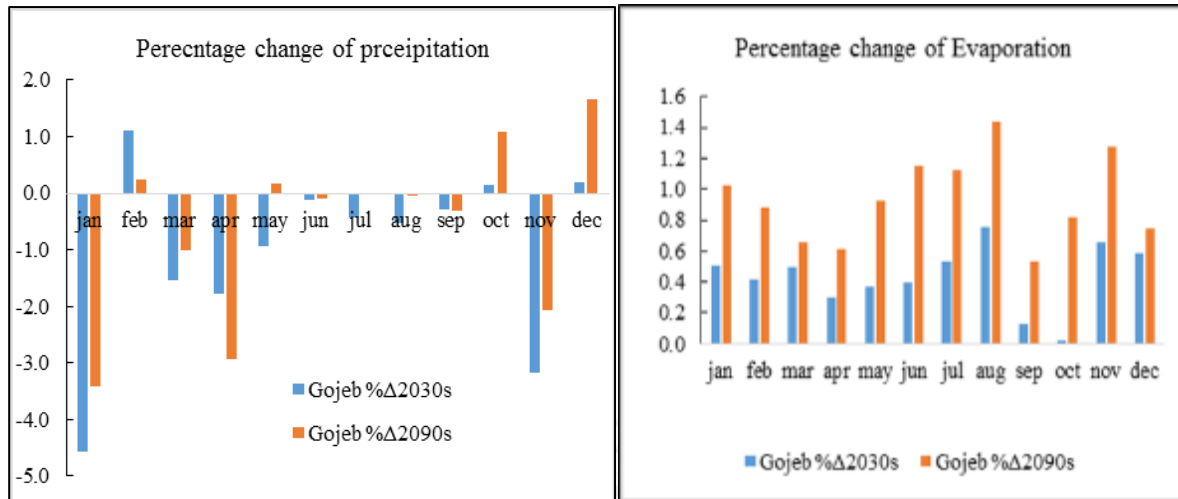 Perecntage change of prceipitation
2.0
1.0
0.0
jan feb mar apr may jun jul aug sep oct nov dec
-1.0
-2.0
-3.0
-4.0
-5.0
Gojeb %Δ2030s
Gojeb %Δ2090s
Percentage change of Evaporation
1.6
1.4
1.2
1.0
0.8
0.6
0.4
0.2
0.0
jan feb mar apr may jun jul aug sep oct nov dec
Gojeb %Δ2030s Gojeb %Δ2090s